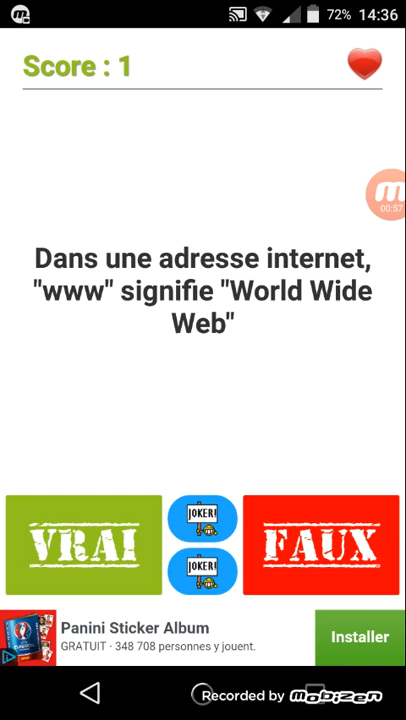 72% 14:36
Score : 1
00:57
Dans une adresse internet,
"www" signifie "World Wide
Web"
VRAI
JOKER!
JOKER!
FAUX
Panini Sticker Album
GRATUIT · 348 708 personnes y jouent.
Installer
Recorded by mobizen